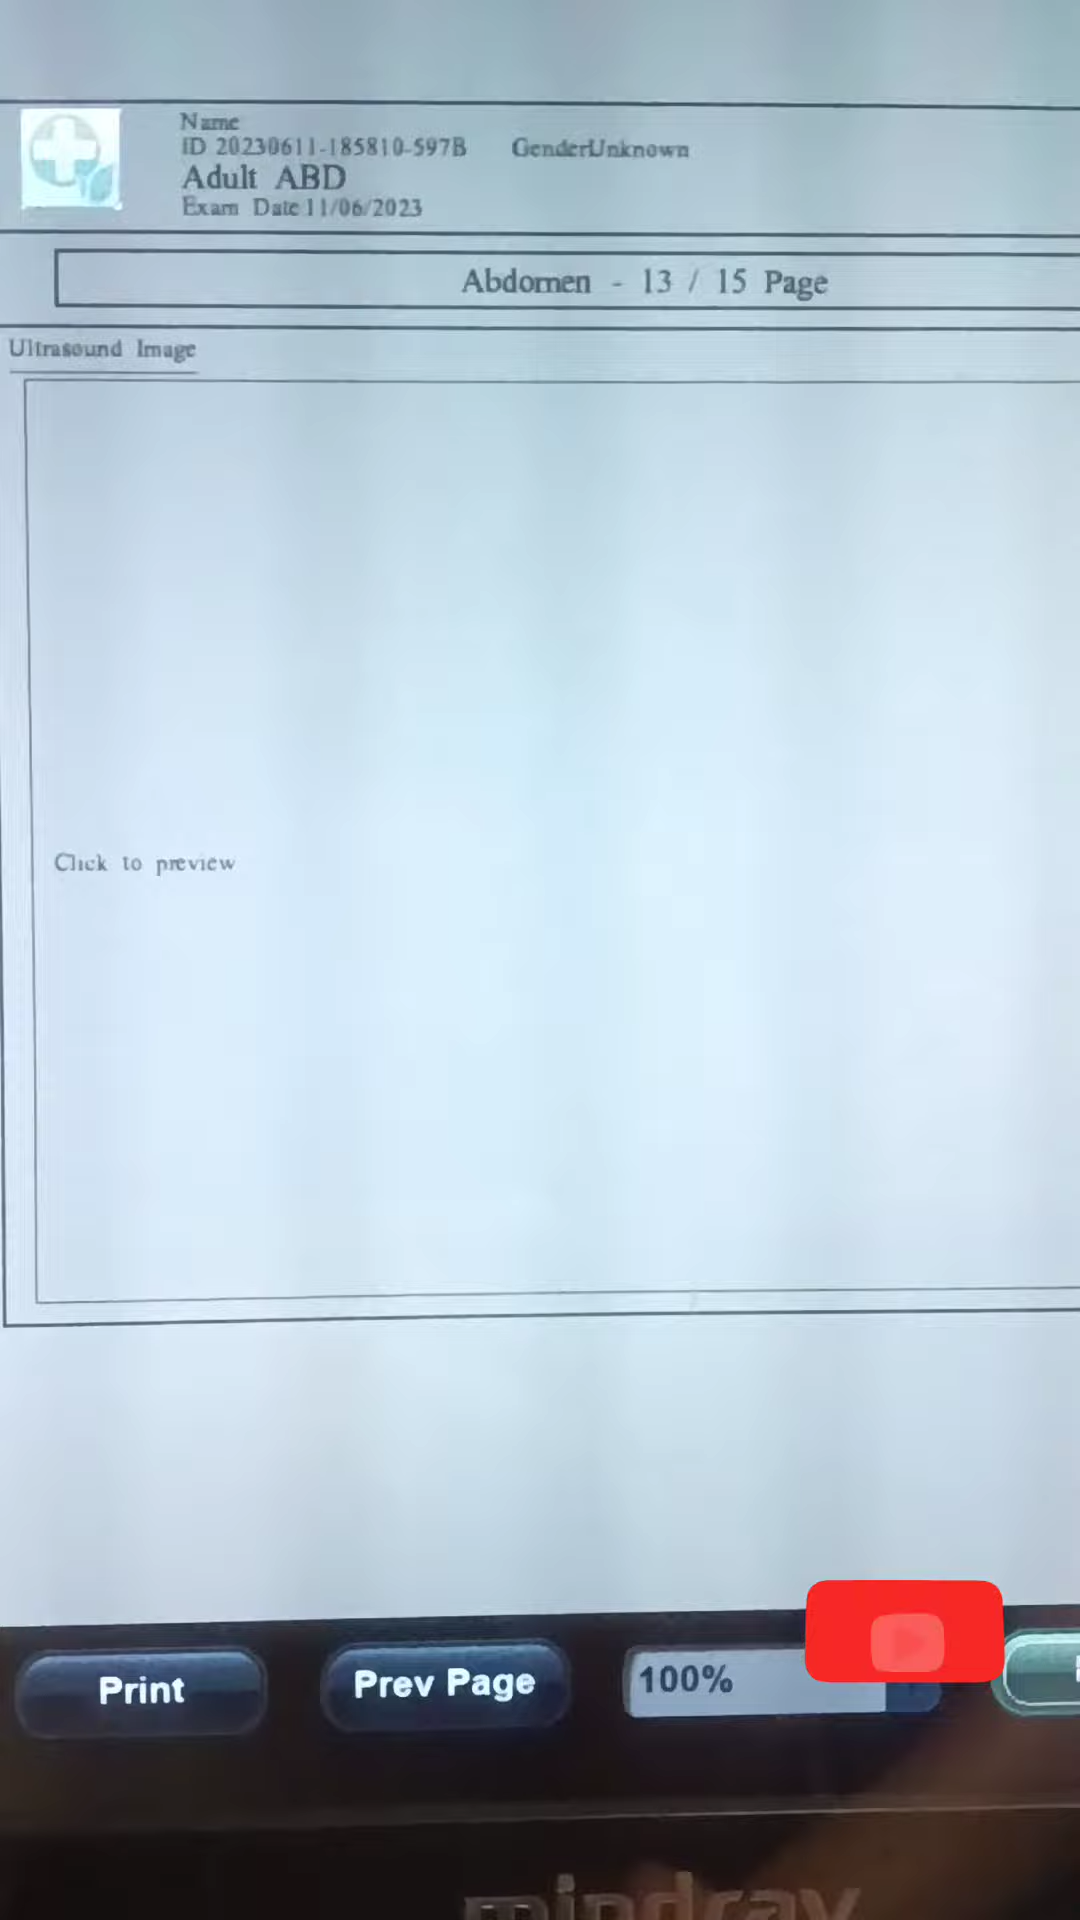 Name
ID 20230611-185810-597B GenderUnknown
Adult ABD
Exam Date 11/06/2023
Abdomen - 13 / 15 Page
Ultrasound Image
Click to preview
Print
Prev Page
100%
mindray